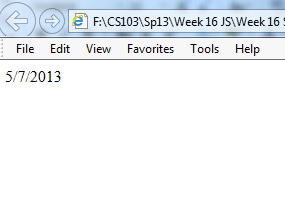 F:\CS103\Sp13\Week 16 JS\Week 16 S
File Edit View Favorites Tools Help
5/7/2013